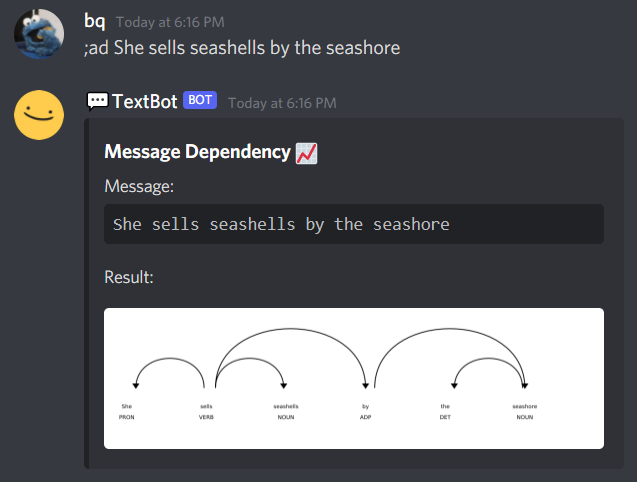 bq Today at 6:16 PM
;ad She sells seashells by the seashore
TextBot BOT Today at 6:16 PM
Message Dependency
Message:
She sells seashells by the seashore
Result:
She sells seashells by the seashore
PRON VERB NOUN ADP DET NOUN